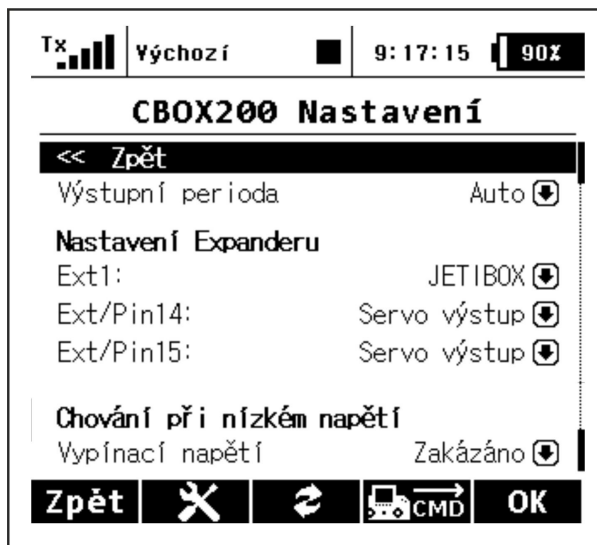 Tx Výchozí 9:17:15 90%
CBOX200 Nastavení
<< Zpět
Výstupní perioda Auto
Nastavení Expanderu
Ext1: JETIBOX
Ext/Pin14: Servo výstup
Ext/Pin15: Servo výstup
Chování při nízkém napětí
Vypínací napětí Zakázáno
Zpět CMD OK